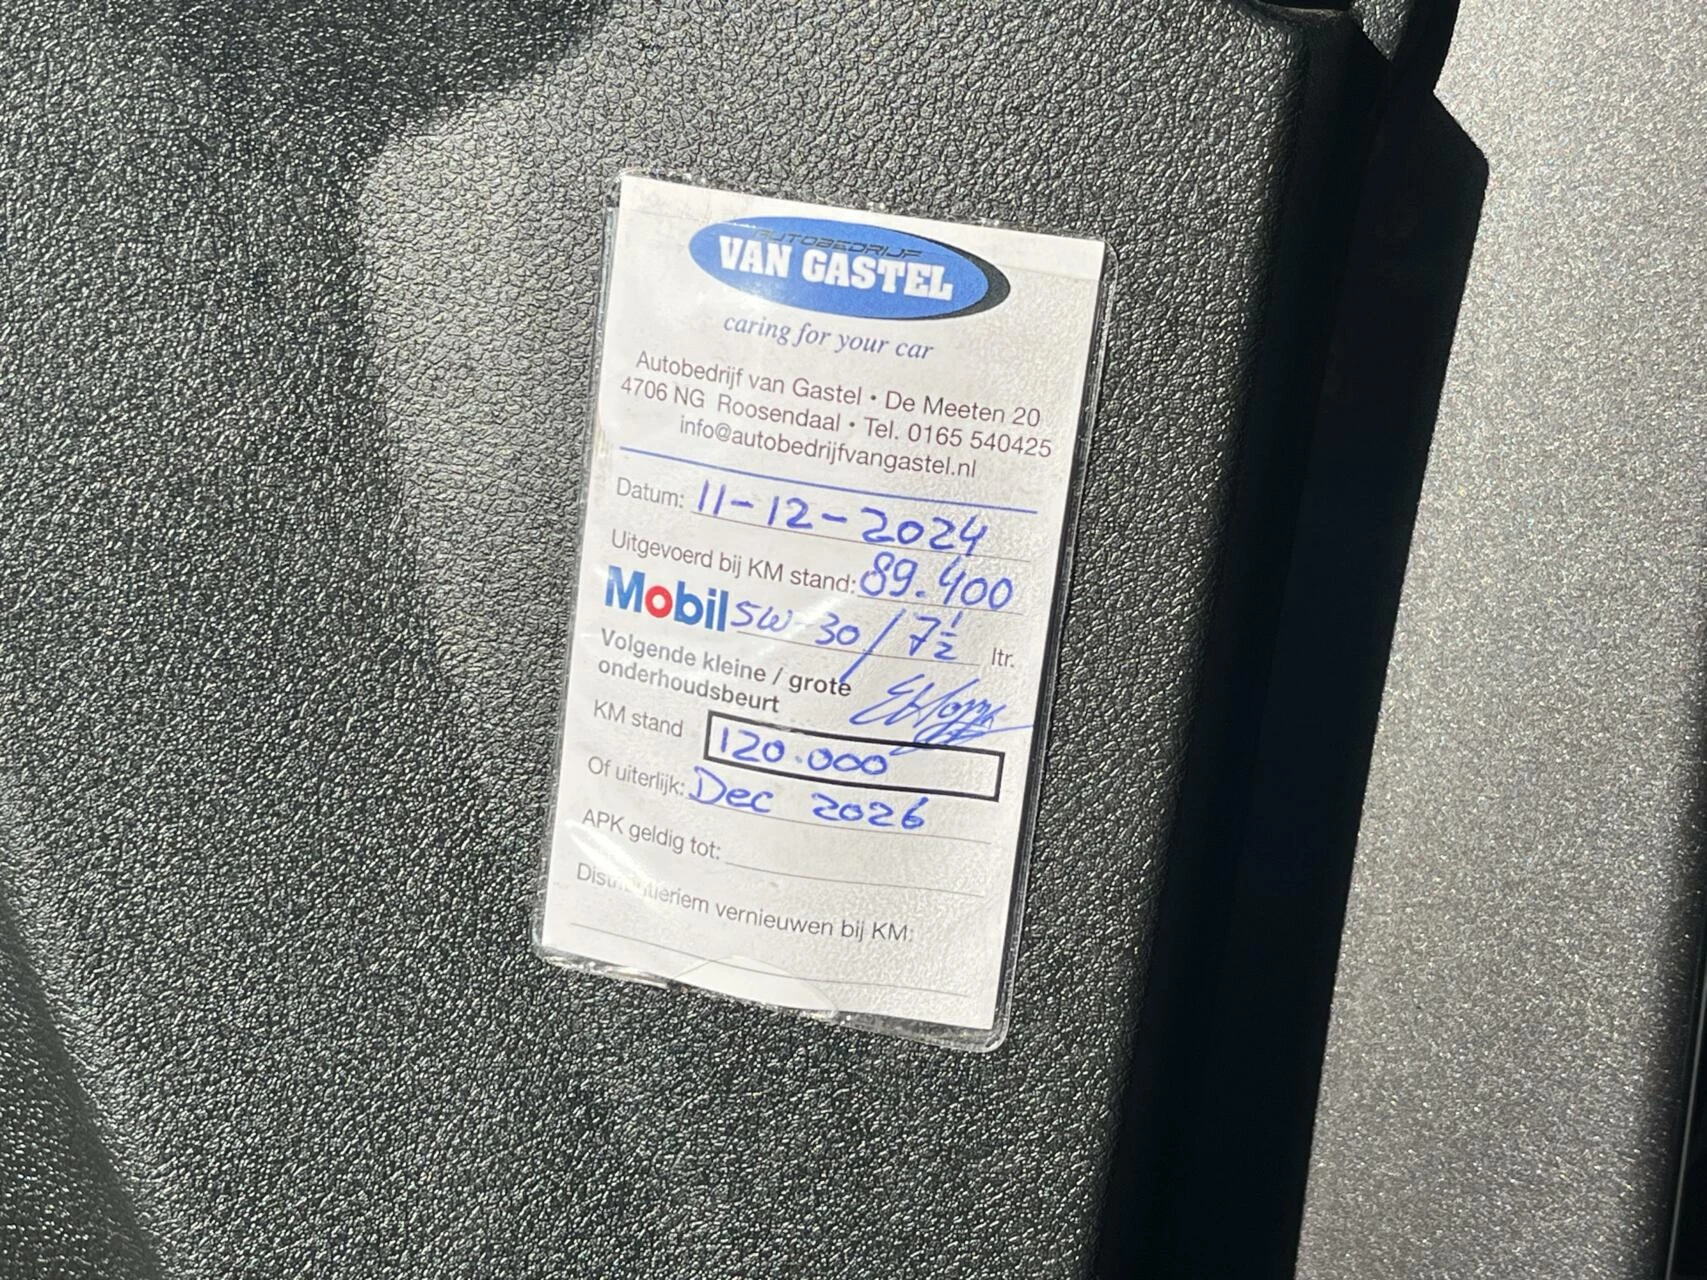 AUTOBEDRIJF
VAN GASTEL
caring for your car
Autobedrijf van Gastel • De Meeten 20
4706 NG Roosendaal • Tel. 0165 540425
info@autobedrijfvangastel.nl
Datum: 11-12-2024
Uitgevoerd bij KM stand: 89.400
Mobil 5W-30 / 7½ ltr.
Volgende kleine / grote
onderhoudsbeurt
KM stand 120.000
Of uiterlijk: Dec 2026
APK geldig tot:
Distributieriem vernieuwen bij KM: